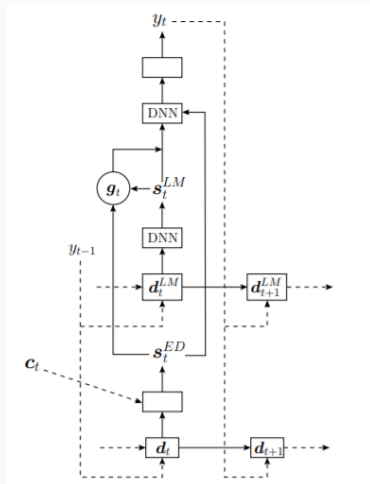 y_t
DNN
g_t
s_t^{LM}
DNN
y_{t-1}
d_t^{LM}
d_{t+1}^{LM}
s_t^{ED}
c_t
d_t
d_{t+1}